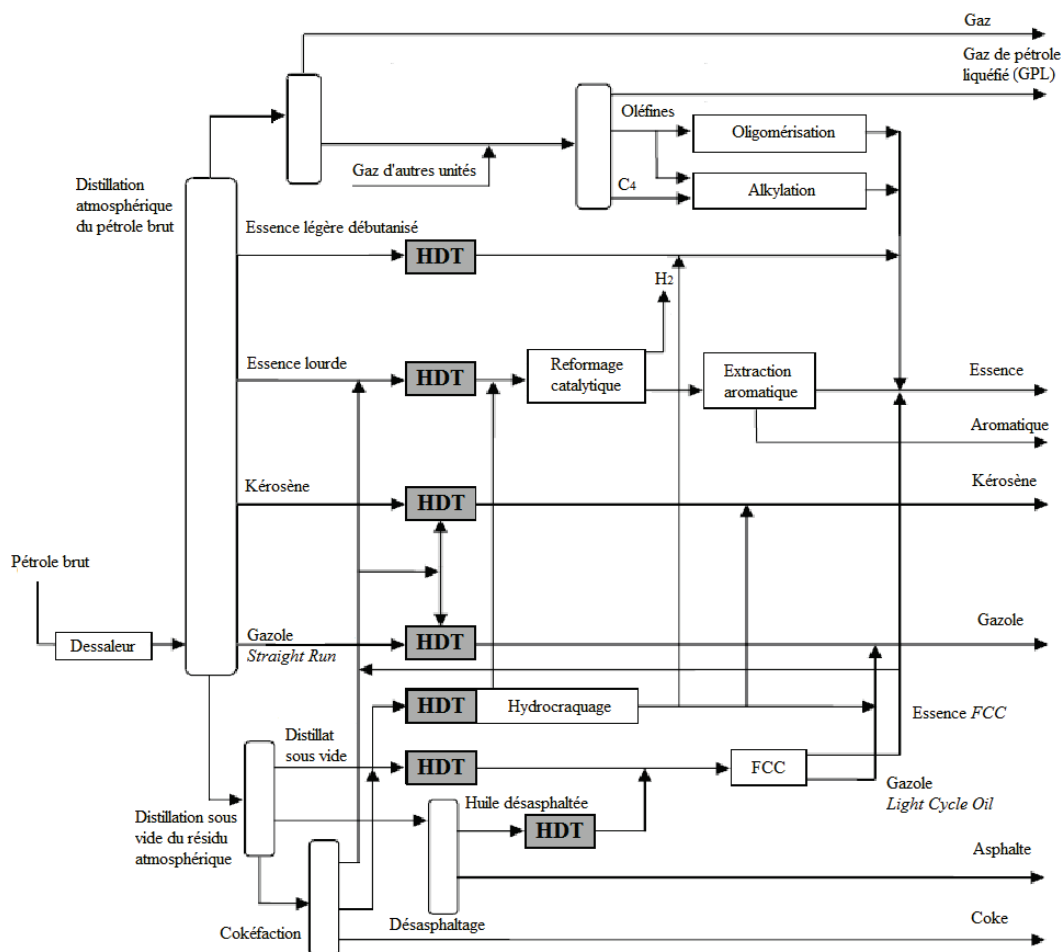 Gaz
Gaz de pétrole
liquéfié (GPL)
Oléfines
Oligomérisation
Gaz d'autres unités
C4
Alkylation
Distillation
atmosphérique
du pétrole brut
Essence légère débutanisé
HDT
H2
Essence lourde
HDT
Reformage
catalytique
Extraction
aromatique
Essence
Aromatique
Kérosène
HDT
Kérosène
Pétrole brut
Dessaleur
Gazole
Straight Run
HDT
Gazole
HDT
Hydrocraquage
Essence FCC
Distillat
sous vide
HDT
FCC
Gazole
Light Cycle Oil
Distillation sous
vide du résidu
atmosphérique
Huile désasphaltée
HDT
Asphalte
Désasphaltage
Cokéfaction
Coke